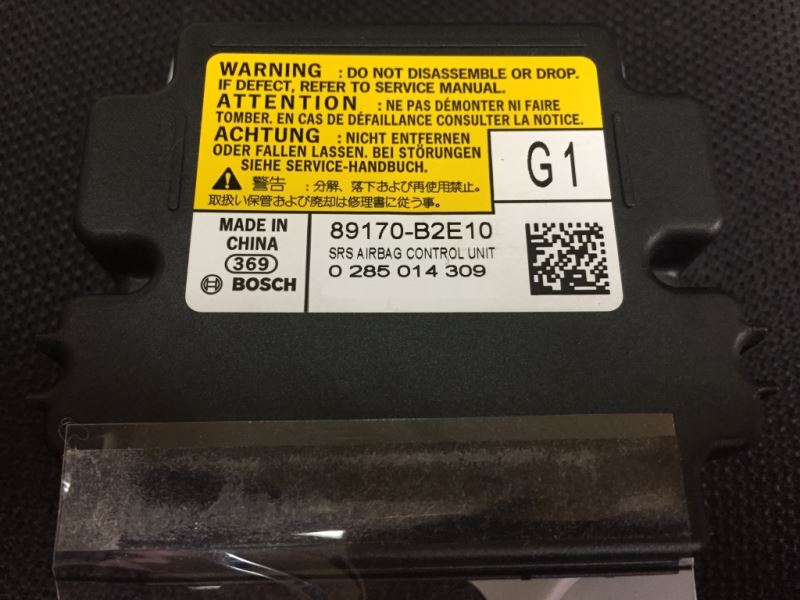 WARNING : DO NOT DISASSEMBLE OR DROP.
IF DEFECT, REFER TO SERVICE MANUAL.
ATTENTION : NE PAS DÉMONTER NI FAIRE
TOMBER. EN CAS DE DÉFAILLANCE CONSULTER LA NOTICE.
ACHTUNG : NICHT ENTFERNEN
ODER FALLEN LASSEN. BEI STÖRUNGEN
SIEHE SERVICE-HANDBUCH.
警告 : 分解、落下および再使用禁止。
取扱い保管および廃却は修理書に従う事。
G1
MADE IN
CHINA
369
BOSCH
89170-B2E10
SRS AIRBAG CONTROL UNIT
0 285 014 309